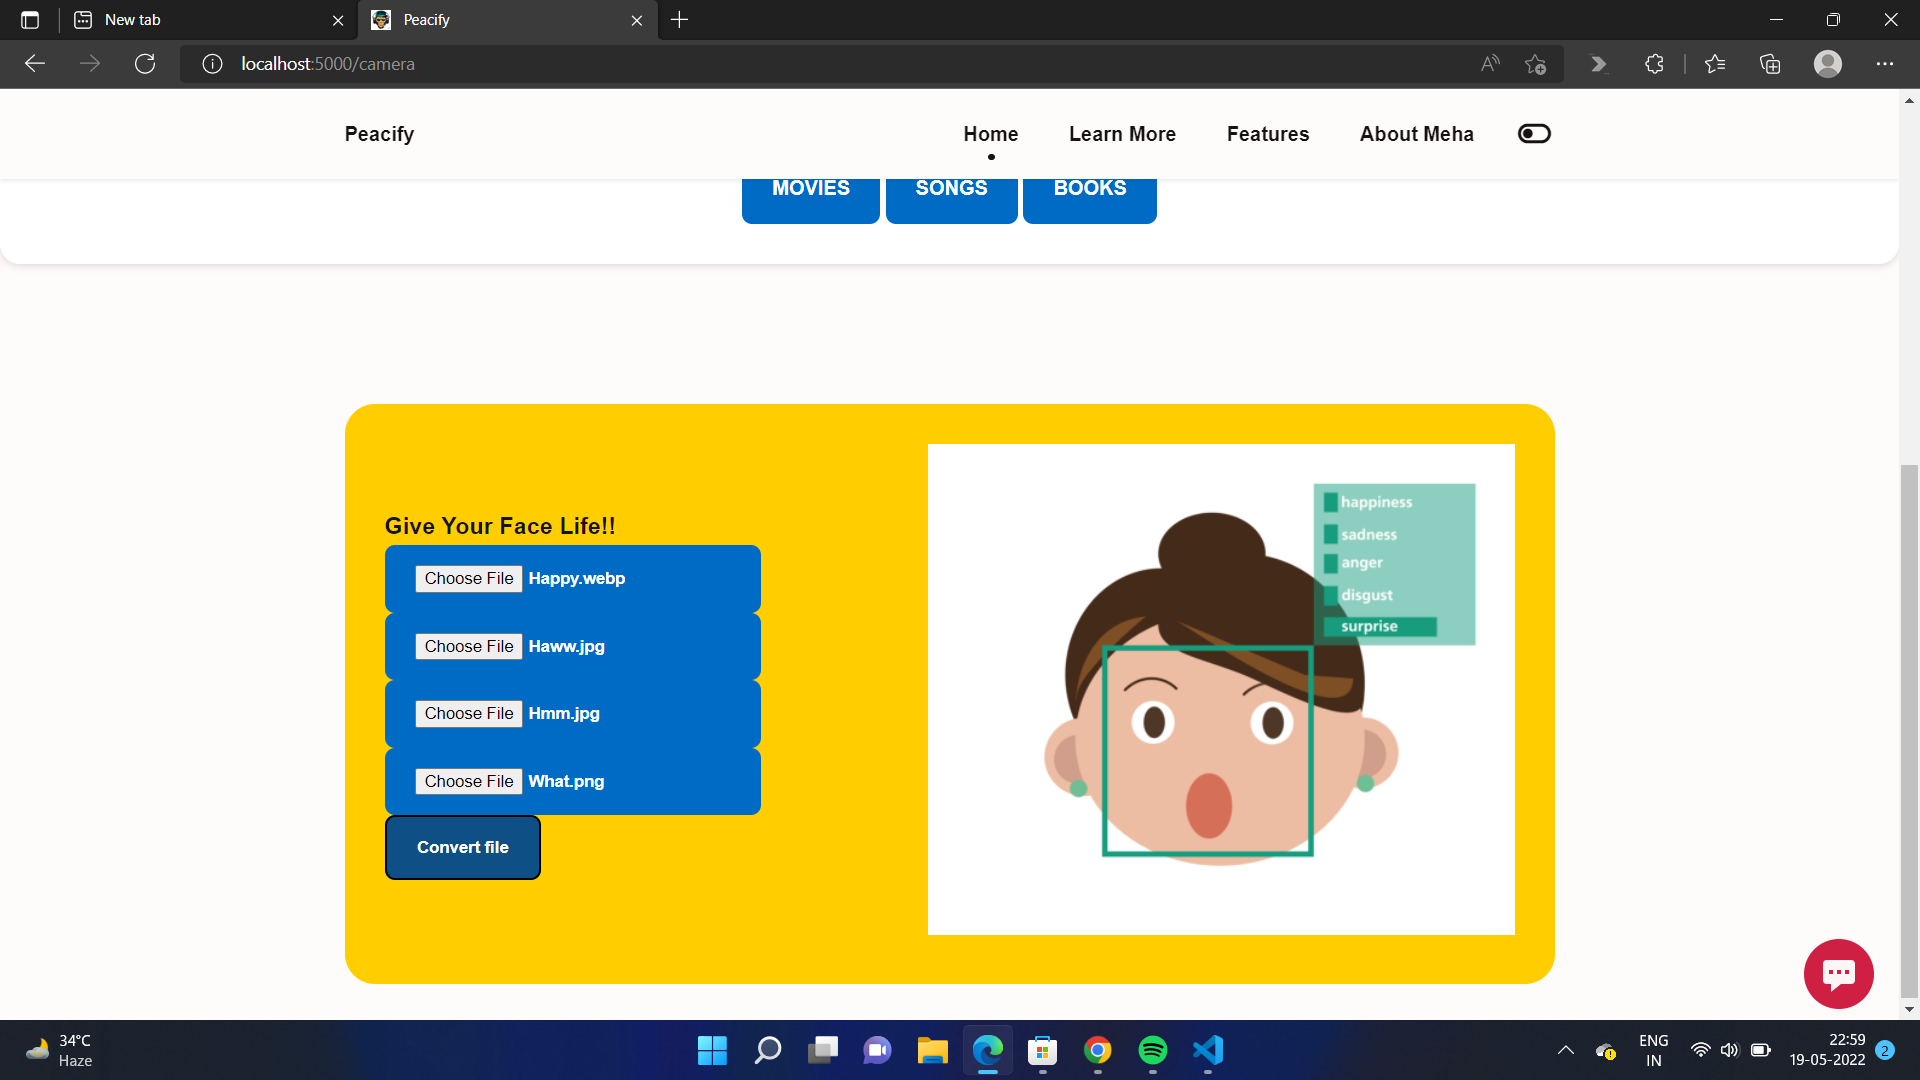 New tab
Peacify
localhost:5000/camera
Peacify
Home
Learn More
Features
About Meha
MOVIES
SONGS
BOOKS
Give Your Face Life!!
Choose File Happy.webp
Choose File Haww.jpg
Choose File Hmm.jpg
Choose File What.png
Convert file
happiness
sadness
anger
disgust
surprise
34°C
Haze
ENG
IN
22:59
19-05-2022
2